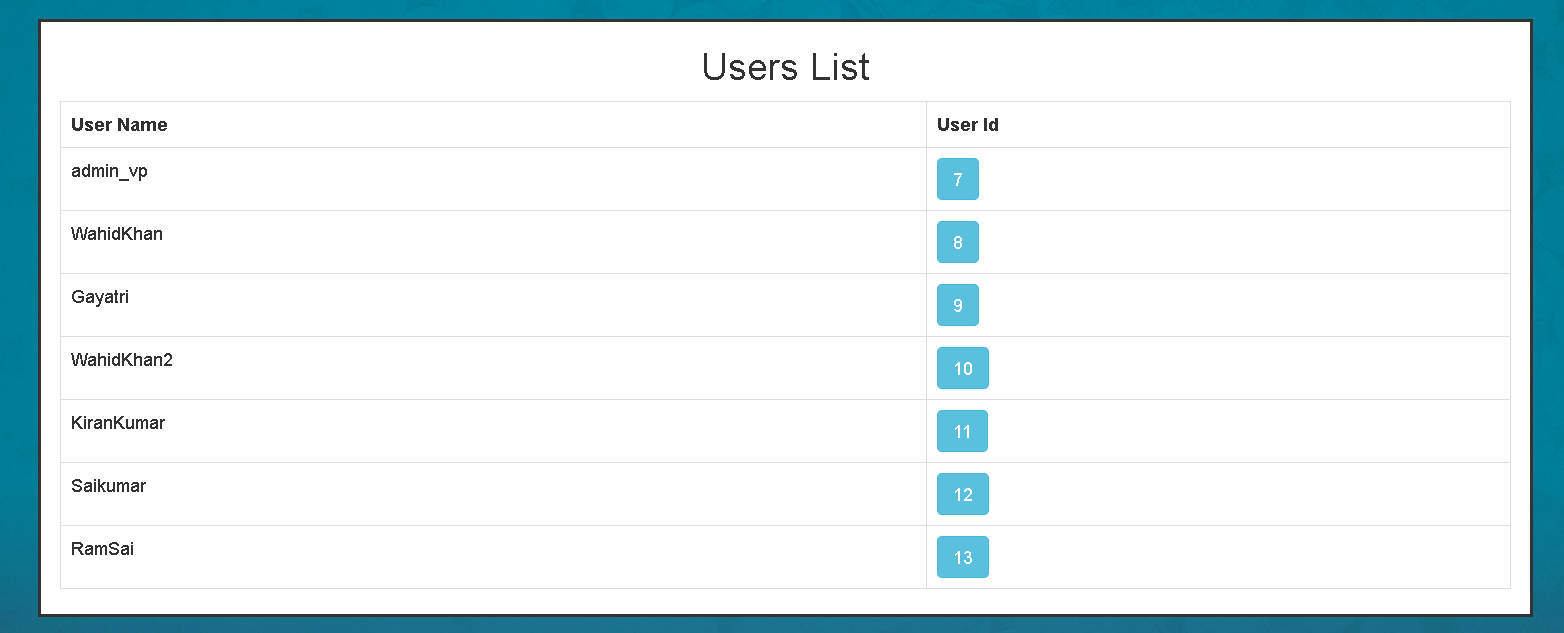 Users List
User Name User Id
admin_vp 7
WahidKhan 8
Gayatri 9
WahidKhan2 10
KiranKumar 11
Saikumar 12
RamSai 13